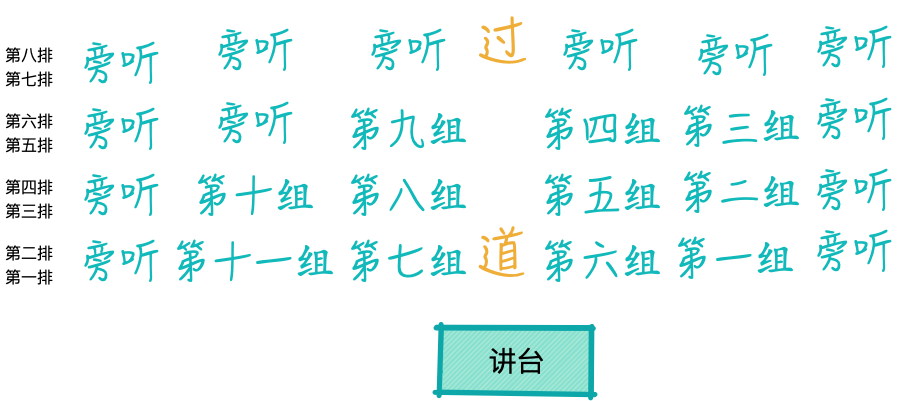 第八排
第七排
旁听 旁听 旁听 过 旁听 旁听 旁听
第六排
第五排
旁听 旁听 第九组 第四组 第三组 旁听
第四排
第三排
旁听 第十组 第八组 第五组 第二组 旁听
第二排
第一排
旁听 第十一组 第七组 道 第六组 第一组 旁听
讲台